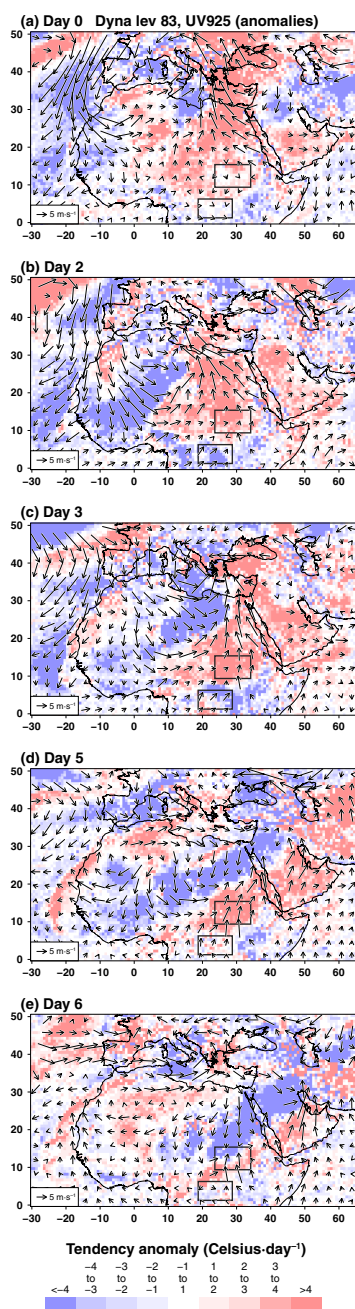 (a) Day 0 Dyna lev 83, UV925 (anomalies)
50
40
30
20
10
0
5 m·s⁻¹
−30 −20 −10 0 10 20 30 40 50 60
(b) Day 2
50
40
30
20
10
0
5 m·s⁻¹
−30 −20 −10 0 10 20 30 40 50 60
(c) Day 3
50
40
30
20
10
0
5 m·s⁻¹
−30 −20 −10 0 10 20 30 40 50 60
(d) Day 5
50
40
30
20
10
0
5 m·s⁻¹
−30 −20 −10 0 10 20 30 40 50 60
(e) Day 6
50
40
30
20
10
0
5 m·s⁻¹
−30 −20 −10 0 10 20 30 40 50 60
Tendency anomaly (Celsius·day⁻¹)
−4 −3 −2 −1 1 2 3
to to to to to to to
<−4 −3 −2 −1 1 2 3 4 >4